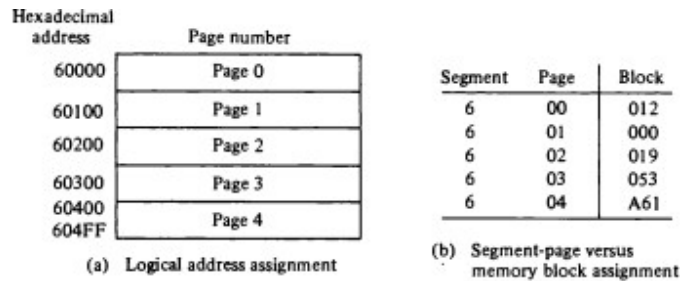 Hexadecimal
address
Page number
60000
Page 0
60100
Page 1
60200
Page 2
60300
Page 3
60400
604FF
Page 4
(a) Logical address assignment
Segment Page Block
6 00 012
6 01 000
6 02 019
6 03 053
6 04 A61
(b) Segment-page versus
memory block assignment